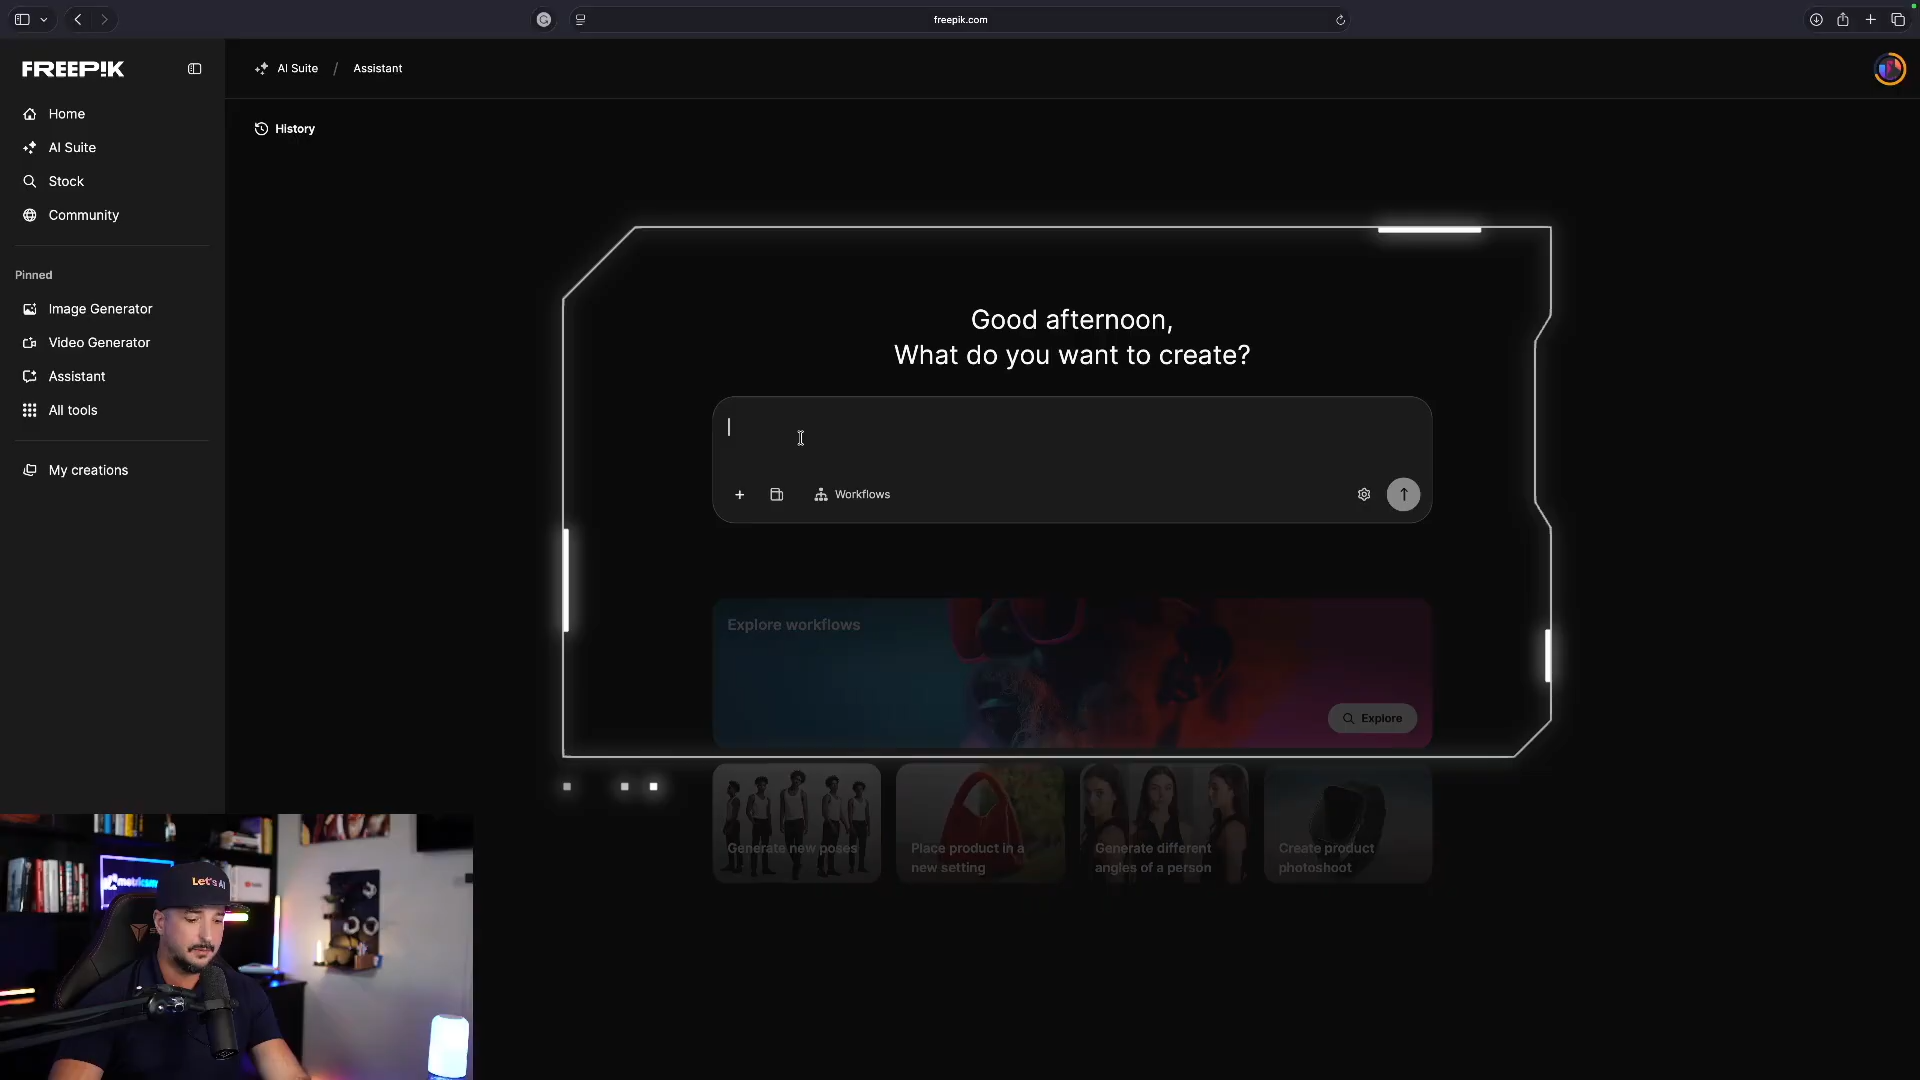 freepik.com
FREEP!K
AI Suite / Assistant
Home
AI Suite
Stock
Community
History
Pinned
Image Generator
Video Generator
Assistant
All tools
My creations
Good afternoon,
What do you want to create?
Workflows
Explore workflows
Explore
Generate new poses
Place product in a
new setting
Generate different
angles of a person
Create product
photoshoot
Let's AI